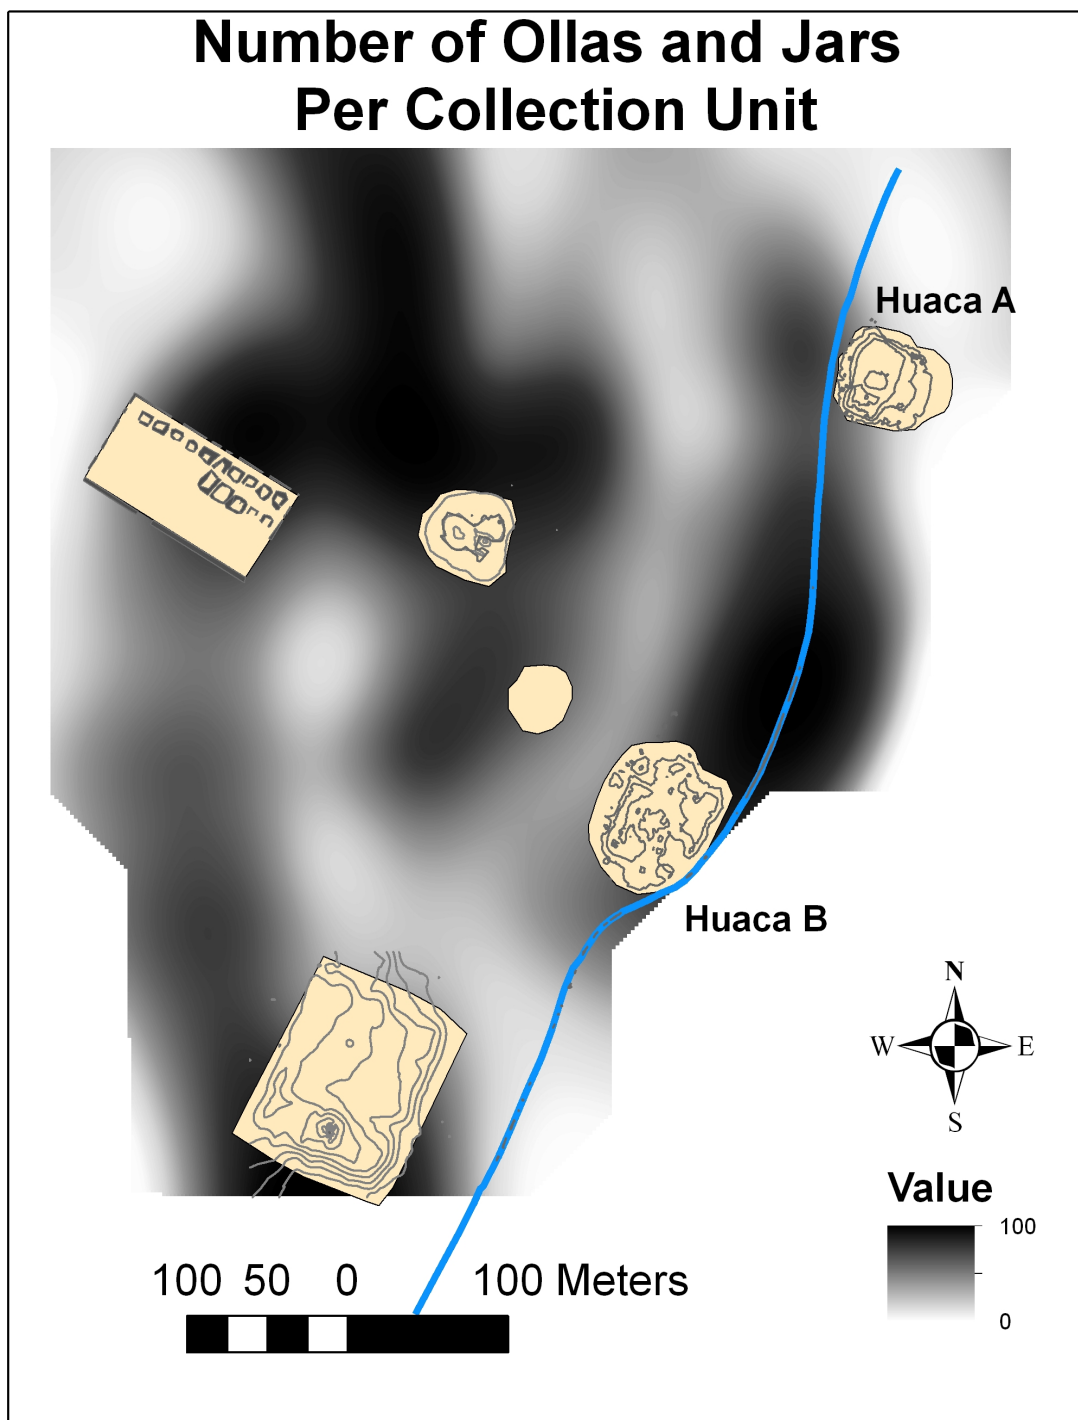 Number of Ollas and Jars
Per Collection Unit
Huaca A
Huaca B
N
W E
S
Value
100
0
100 50 0 100 Meters